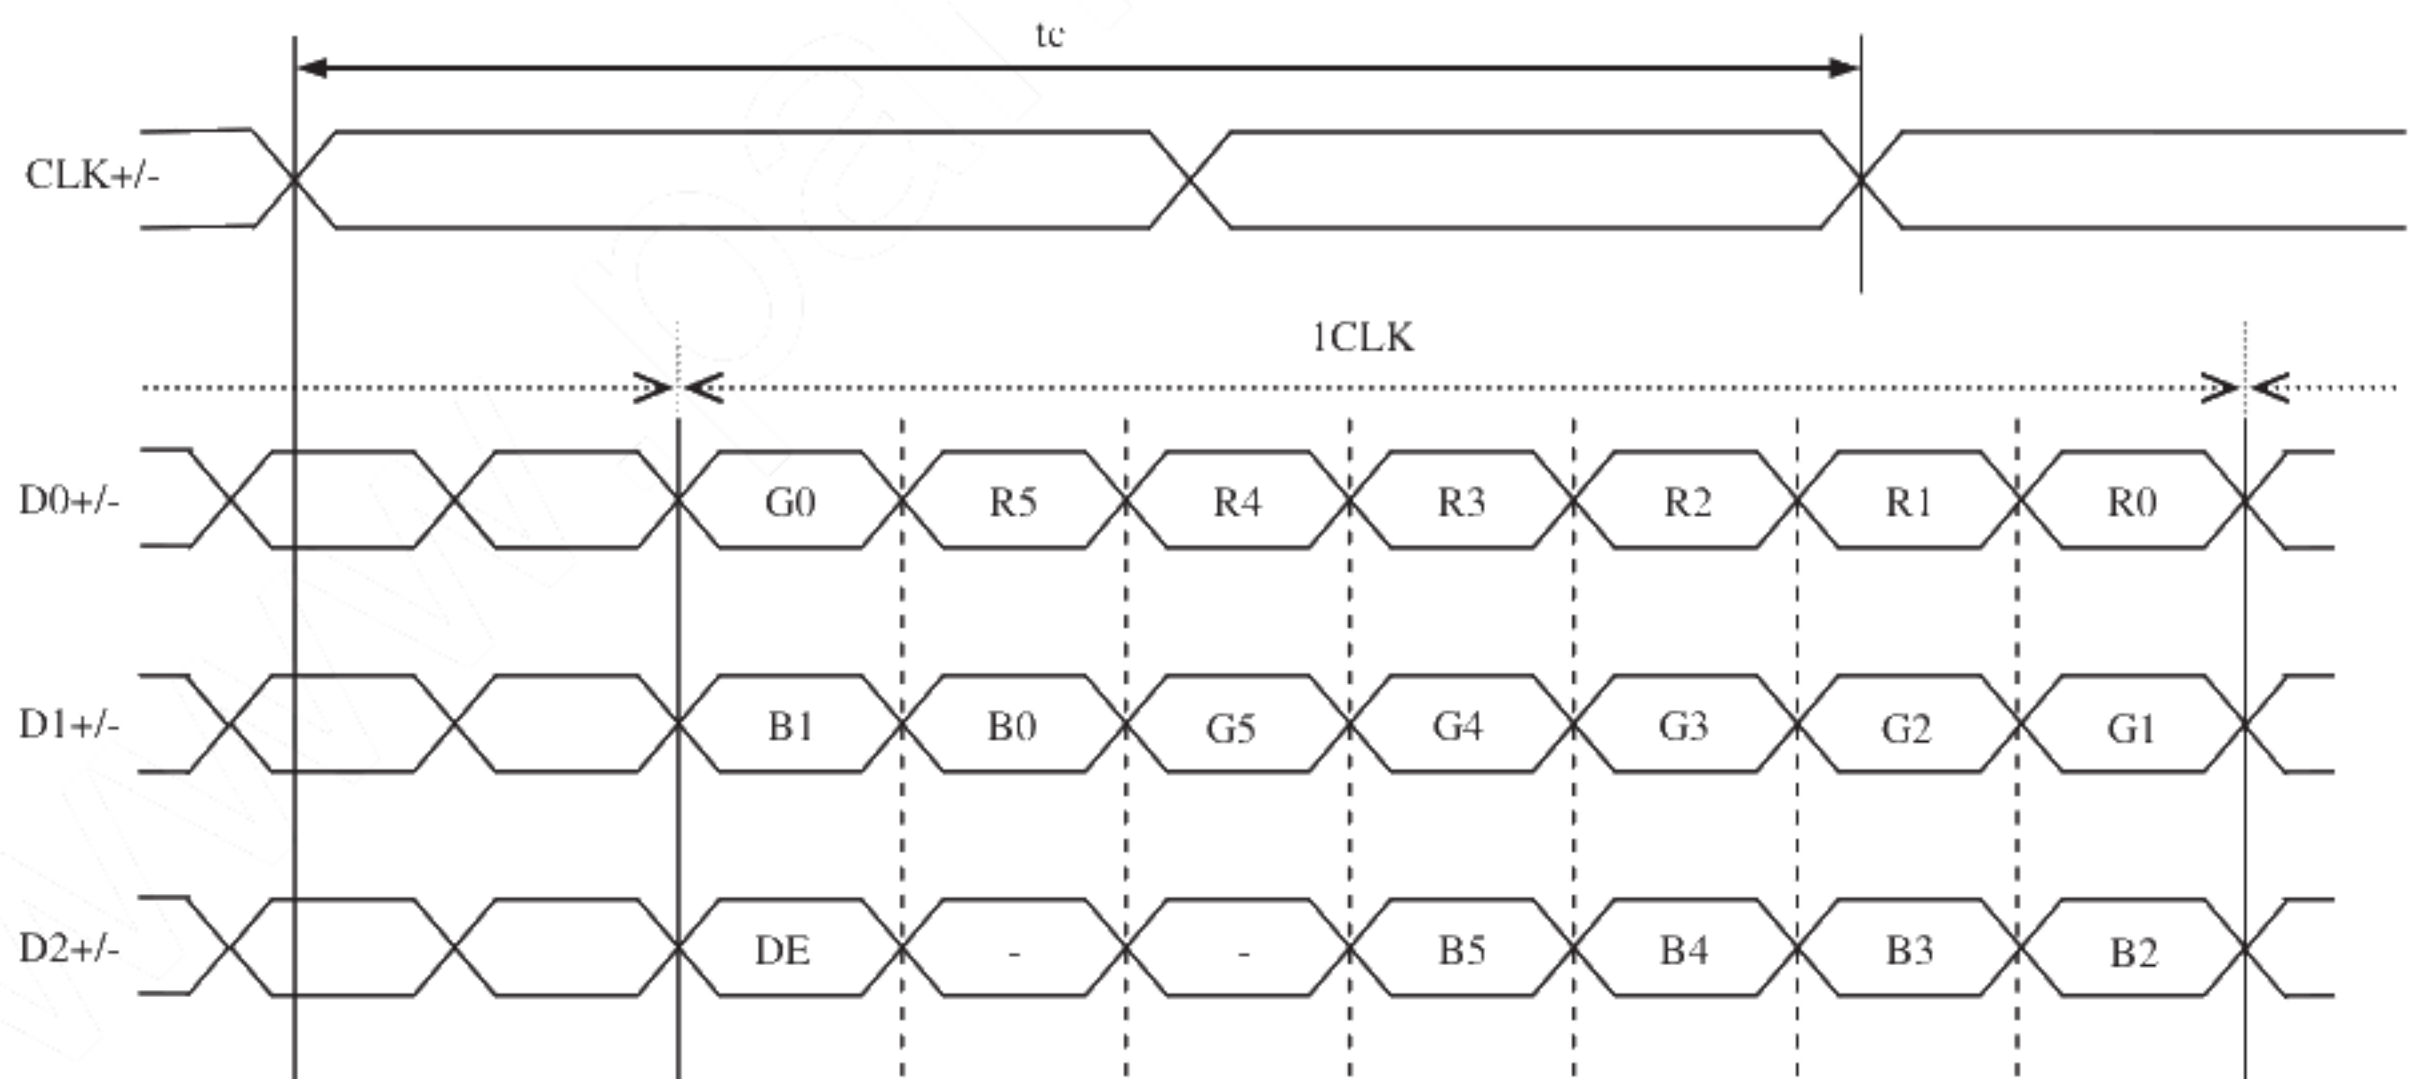 tc
CLK+/-
1CLK
D0+/- G0 R5 R4 R3 R2 R1 R0
D1+/- B1 B0 G5 G4 G3 G2 G1
D2+/- DE - - B5 B4 B3 B2